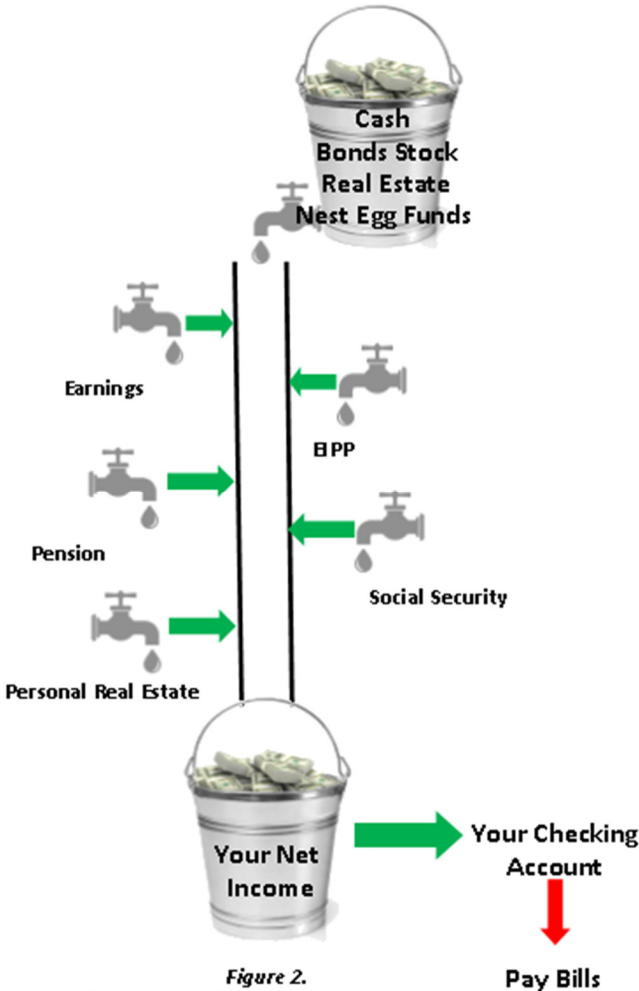 Cash
Bonds Stock
Real Estate
Nest Egg Funds
Earnings
EIPP
Pension
Social Security
Personal Real Estate
Your Net
Income
Your Checking
Account
Figure 2.
Pay Bills